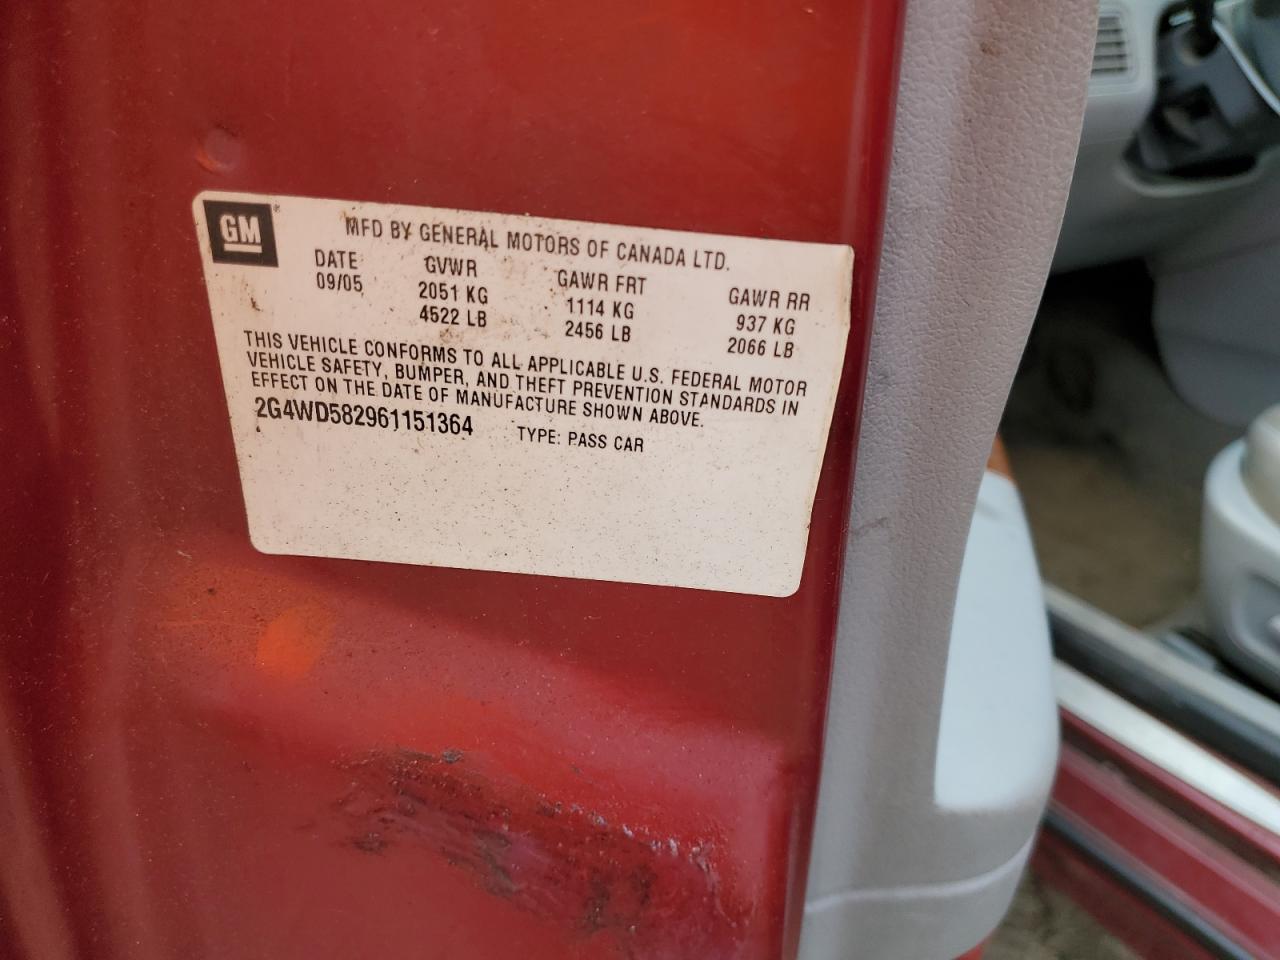 GM
MFD BY GENERAL MOTORS OF CANADA LTD.
DATE GVWR GAWR FRT GAWR RR
09/05 2051 KG 1114 KG 937 KG
4522 LB 2456 LB 2066 LB
THIS VEHICLE CONFORMS TO ALL APPLICABLE U.S. FEDERAL MOTOR
VEHICLE SAFETY, BUMPER, AND THEFT PREVENTION STANDARDS IN
EFFECT ON THE DATE OF MANUFACTURE SHOWN ABOVE.
2G4WD582961151364 TYPE: PASS CAR